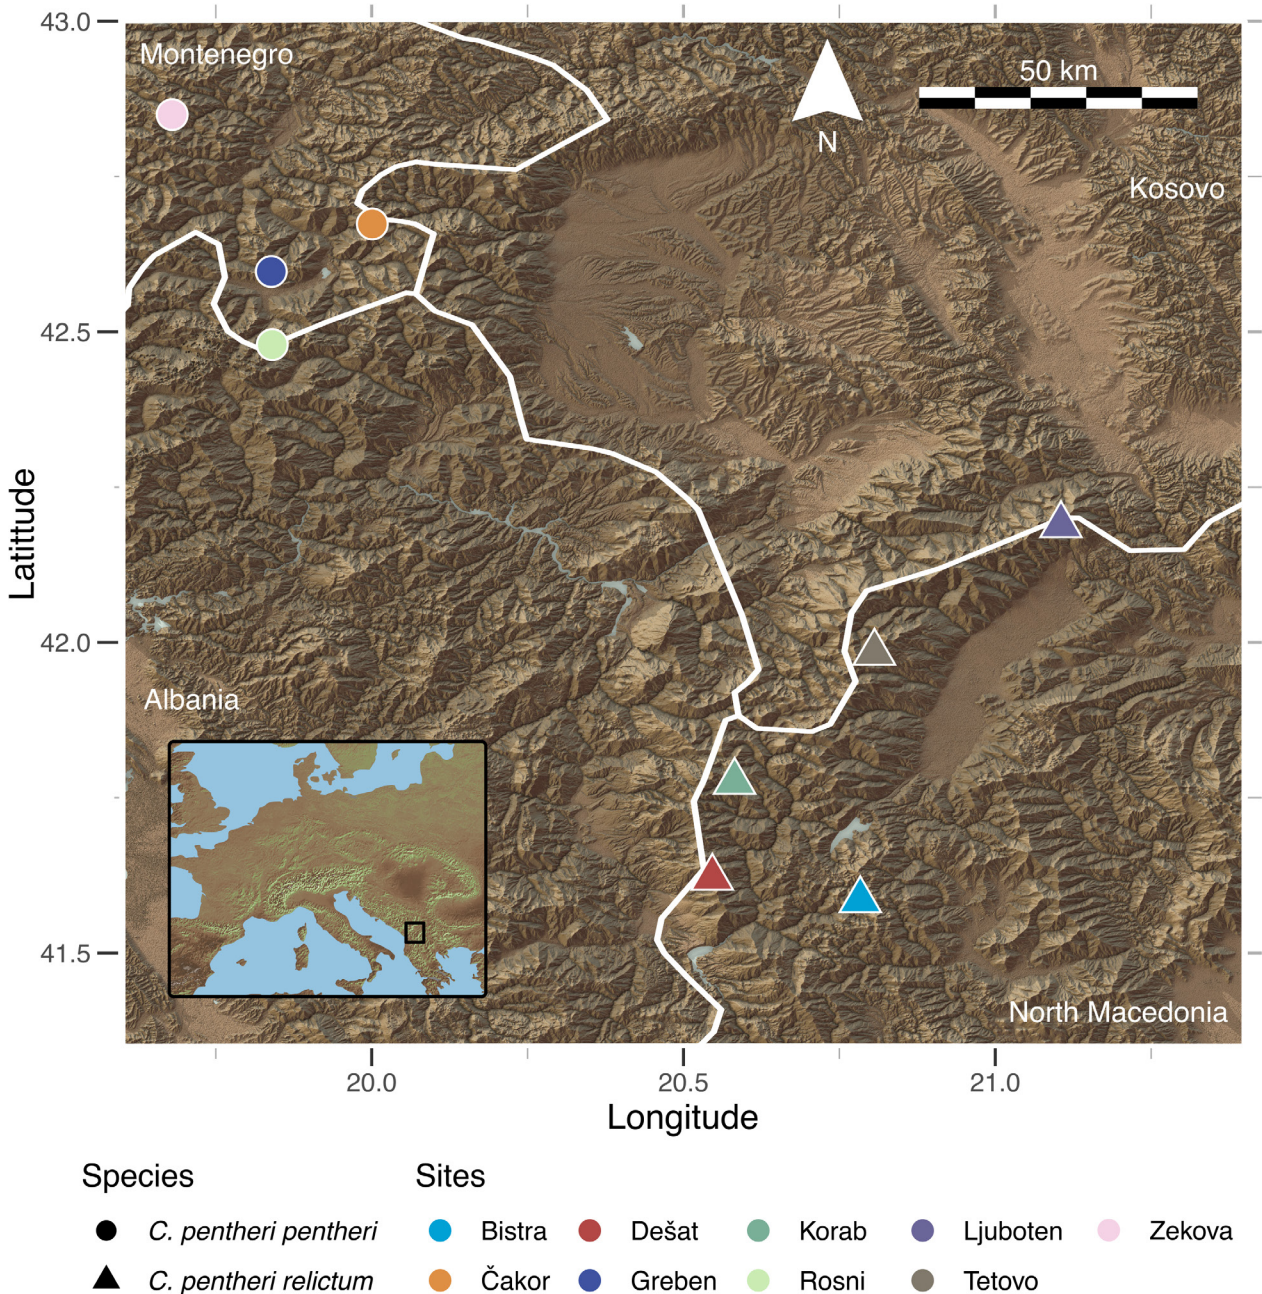 43.0
Montenegro
50 km
N
Kosovo
42.5
Latittude
42.0
Albania
41.5
North Macedonia
20.0
20.5
21.0
Longitude
Species
Sites
C. pentheri pentheri
Bistra
Dešat
Korab
Ljuboten
Zekova
C. pentheri relictum
Čakor
Greben
Rosni
Tetovo